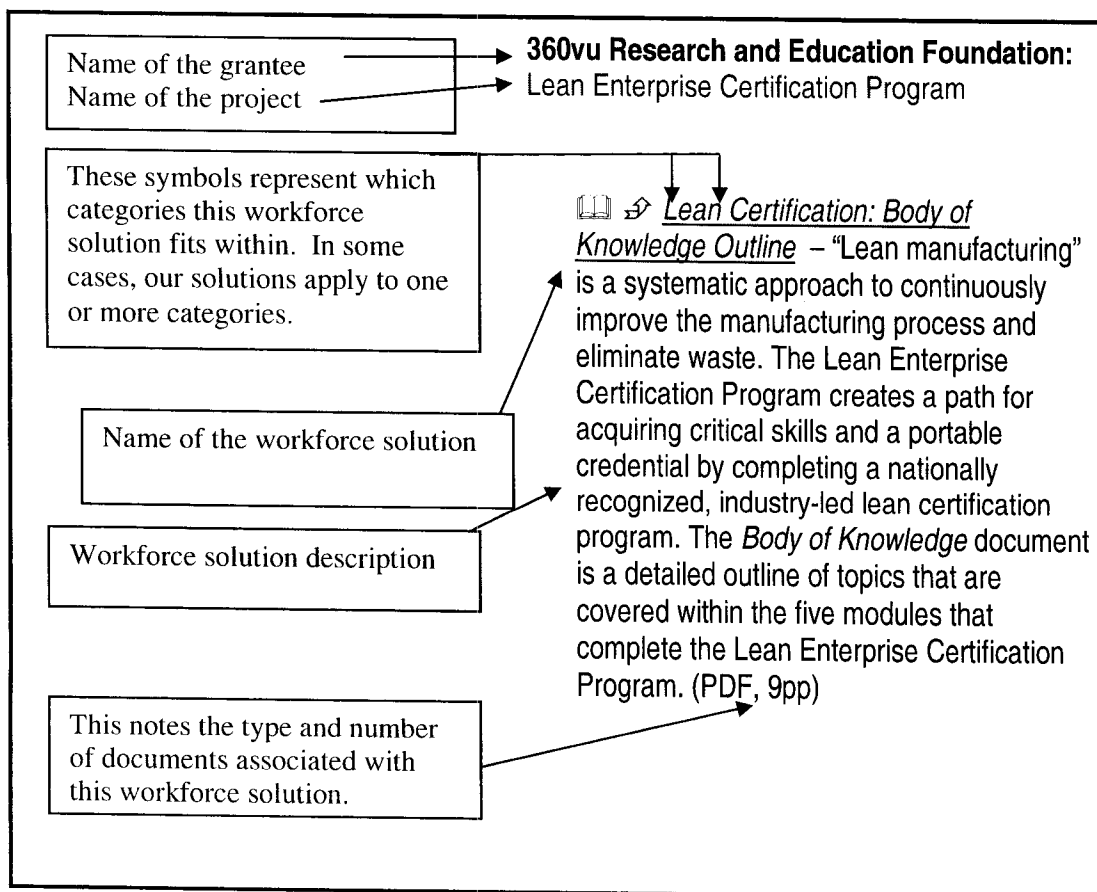 Name of the grantee
Name of the project
360vu Research and Education Foundation:
Lean Enterprise Certification Program
These symbols represent which
categories this workforce
solution fits within. In some
cases, our solutions apply to one
or more categories.
Name of the workforce solution
Workforce solution description
This notes the type and number
of documents associated with
this workforce solution.
Lean Certification: Body of
Knowledge Outline – “Lean manufacturing”
is a systematic approach to continuously
improve the manufacturing process and
eliminate waste. The Lean Enterprise
Certification Program creates a path for
acquiring critical skills and a portable
credential by completing a nationally
recognized, industry-led lean certification
program. The Body of Knowledge document
is a detailed outline of topics that are
covered within the five modules that
complete the Lean Enterprise Certification
Program. (PDF, 9pp)